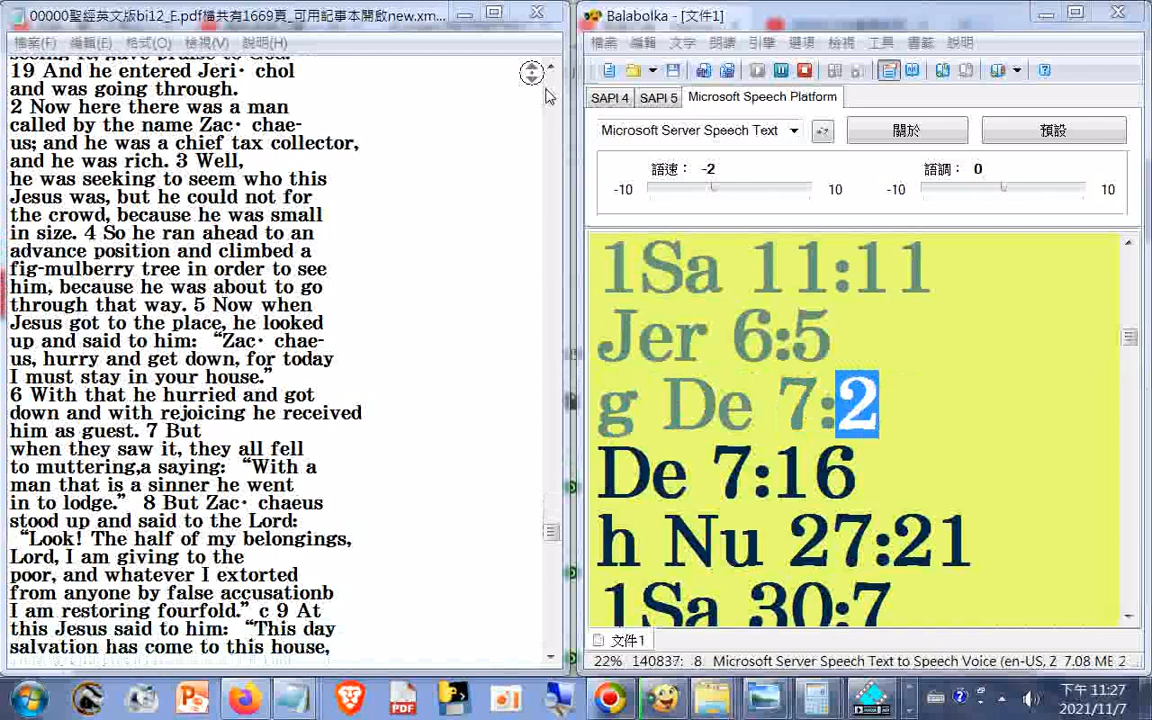 00000聖經英文版bi12_E.pdf檔共有1669頁_可用記事本開啟new.xm...
檔案(F) 編輯(E) 格式(O) 檢視(V) 說明(H)
seeing it, gave praise to God.
19 And he entered Jeri· chol
and was going through.
2 Now here there was a man
called by the name Zac· chae-
us; and he was a chief tax collector,
and he was rich. 3 Well,
he was seeking to seem who this
Jesus was, but he could not for
the crowd, because he was small
in size. 4 So he ran ahead to an
advance position and climbed a
fig-mulberry tree in order to see
him, because he was about to go
through that way. 5 Now when
Jesus got to the place, he looked
up and said to him: “Zac· chae-
us, hurry and get down, for today
I must stay in your house.”
6 With that he hurried and got
down and with rejoicing he received
him as guest. 7 But
when they saw it, they all fell
to muttering,a saying: “With a
man that is a sinner he went
in to lodge.” 8 But Zac· chaeus
stood up and said to the Lord:
“Look! The half of my belongings,
Lord, I am giving to the
poor, and whatever I extorted
from anyone by false accusationb
I am restoring fourfold.” c 9 At
this Jesus said to him: “This day
salvation has come to this house,
Balabolka - [文件1]
檔案 編輯 文字 朗讀 引擎 選項 檢視 工具 書籤 說明
SAPI 4 SAPI 5 Microsoft Speech Platform
Microsoft Server Speech Text 關於 預設
語速： -2 語調： 0
-10 10 -10 10
1Sa 11:11
Jer 6:5
g De 7:2
De 7:16
h Nu 27:21
1Sa 30:7
文件1
22% 140837: 8 Microsoft Server Speech Text to Speech Voice (en-US, 2 7.08 MB 2
PDF
下午 11:27
2021/11/7